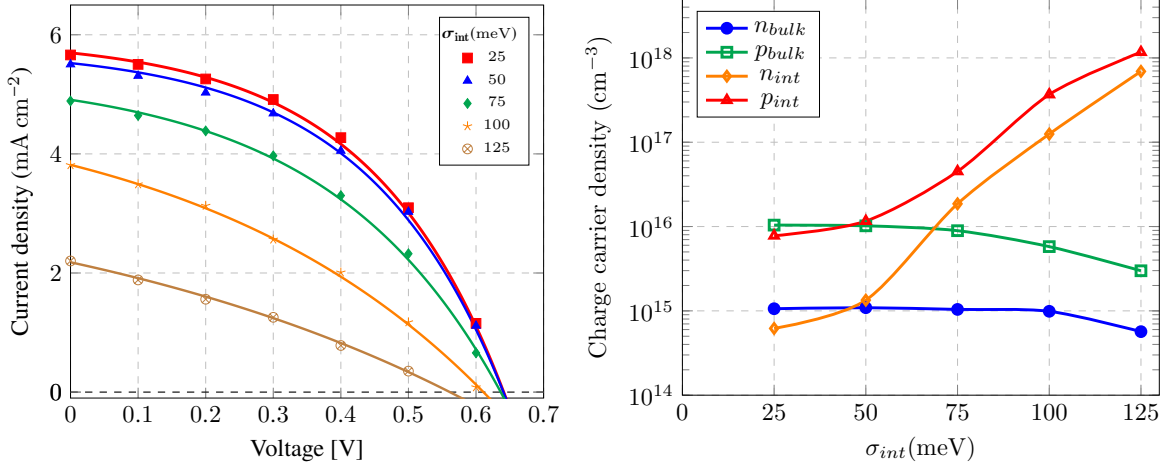 6
4
2
0
Current density (mA cm⁻²)
0 0.1 0.2 0.3 0.4 0.5 0.6 0.7
Voltage [V]
σint(meV)
25
50
75
100
125
10¹⁸
10¹⁷
10¹⁶
10¹⁵
10¹⁴
Charge carrier density (cm⁻³)
0 25 50 75 100 125
σint(meV)
nbulk
pbulk
nint
pint